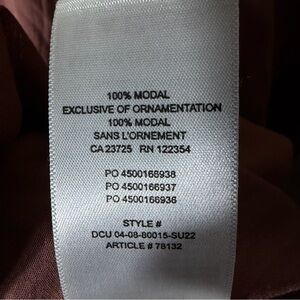 100% MODAL
EXCLUSIVE OF ORNAMENTATION
100% MODAL
SANS L'ORNEMENT
CA 23725 RN 122354
PO 4500166938
PO 4500166937
PO 4500166936
STYLE #
DCU 04-08-80015-SU22
ARTICLE # 78132